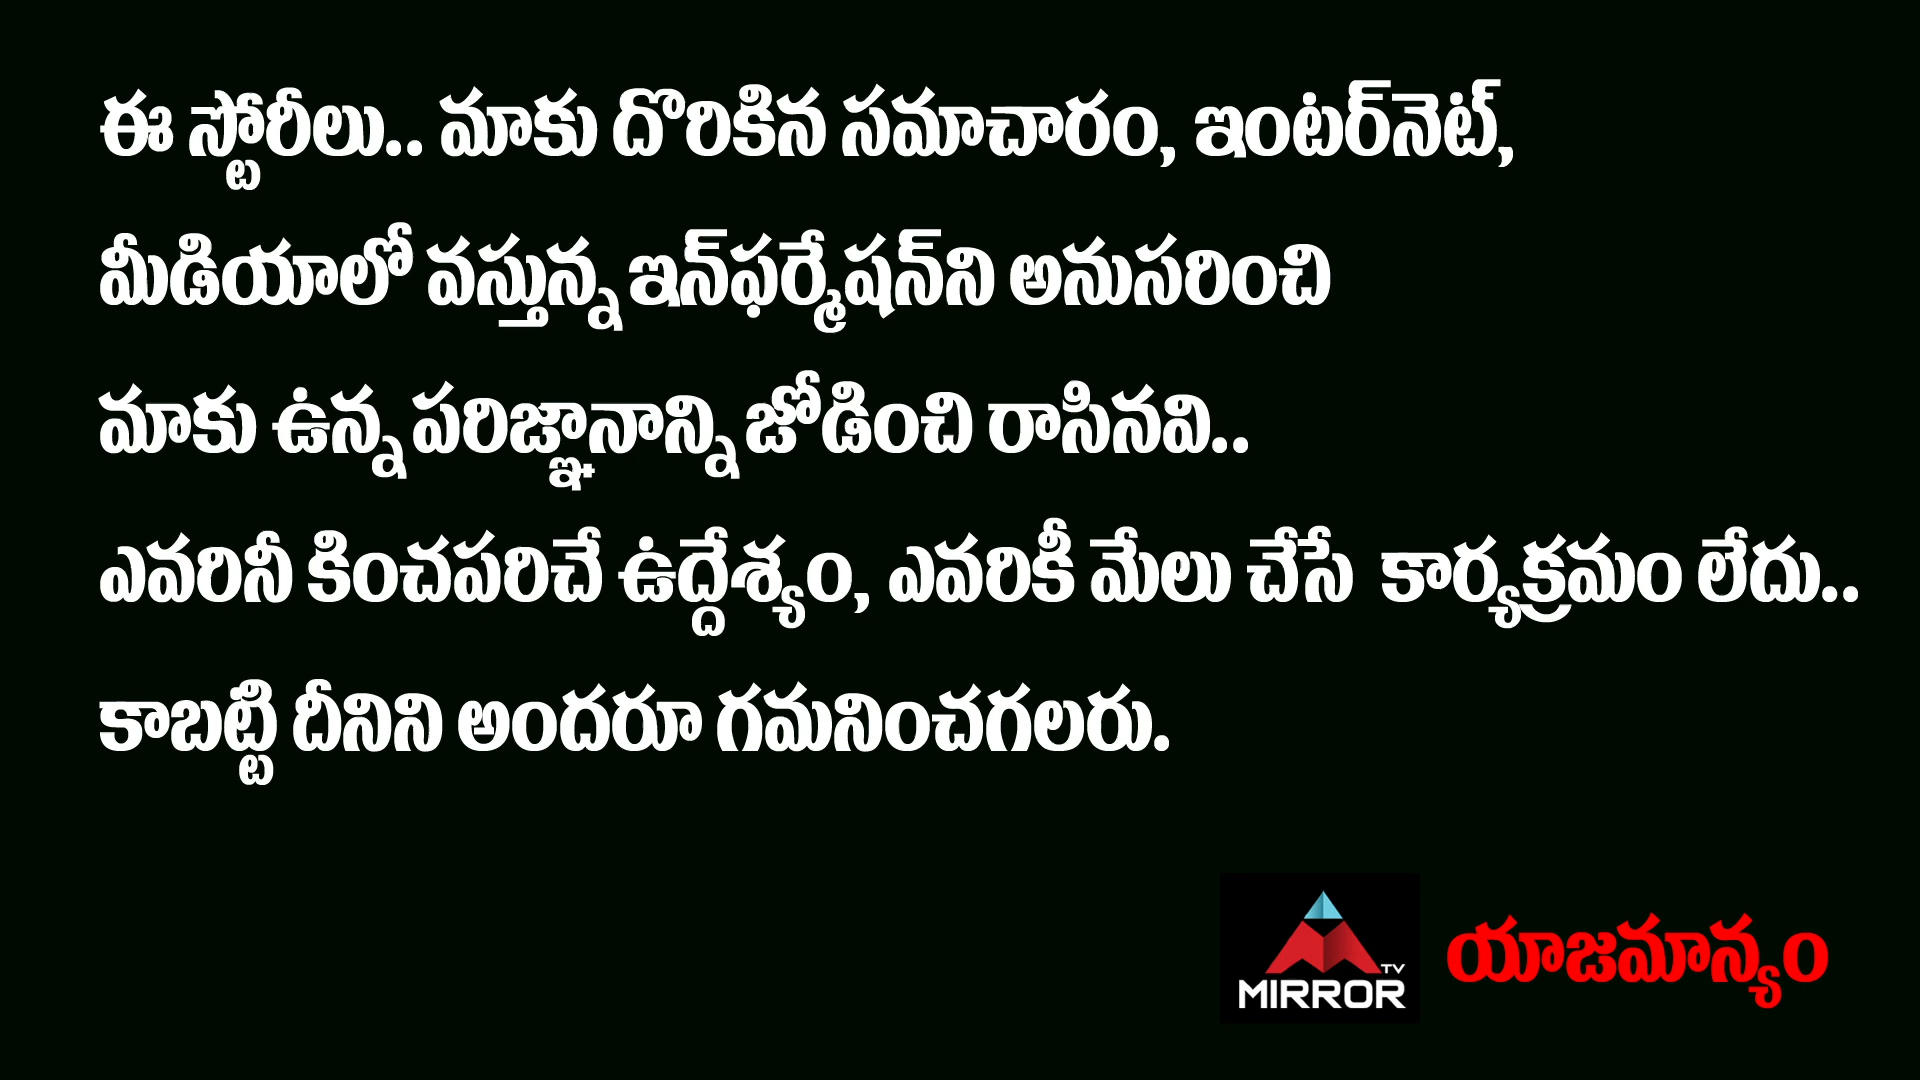 ఈ స్టోరీలు.. మాకు దొరికిన సమాచారం, ఇంటర్‌నెట్,
మీడియాలో వస్తున్న ఇన్‌ఫర్మేషన్‌ని అనుసరించి
మాకు ఉన్న పరిజ్ఞానాన్ని జోడించి రాసినవి..
ఎవరినీ కించపరిచే ఉద్దేశ్యం, ఎవరికీ మేలు చేసే కార్యక్రమం లేదు..
కాబట్టి దీనిని అందరూ గమనించగలరు.
TV
MIRROR
యాజమాన్యం